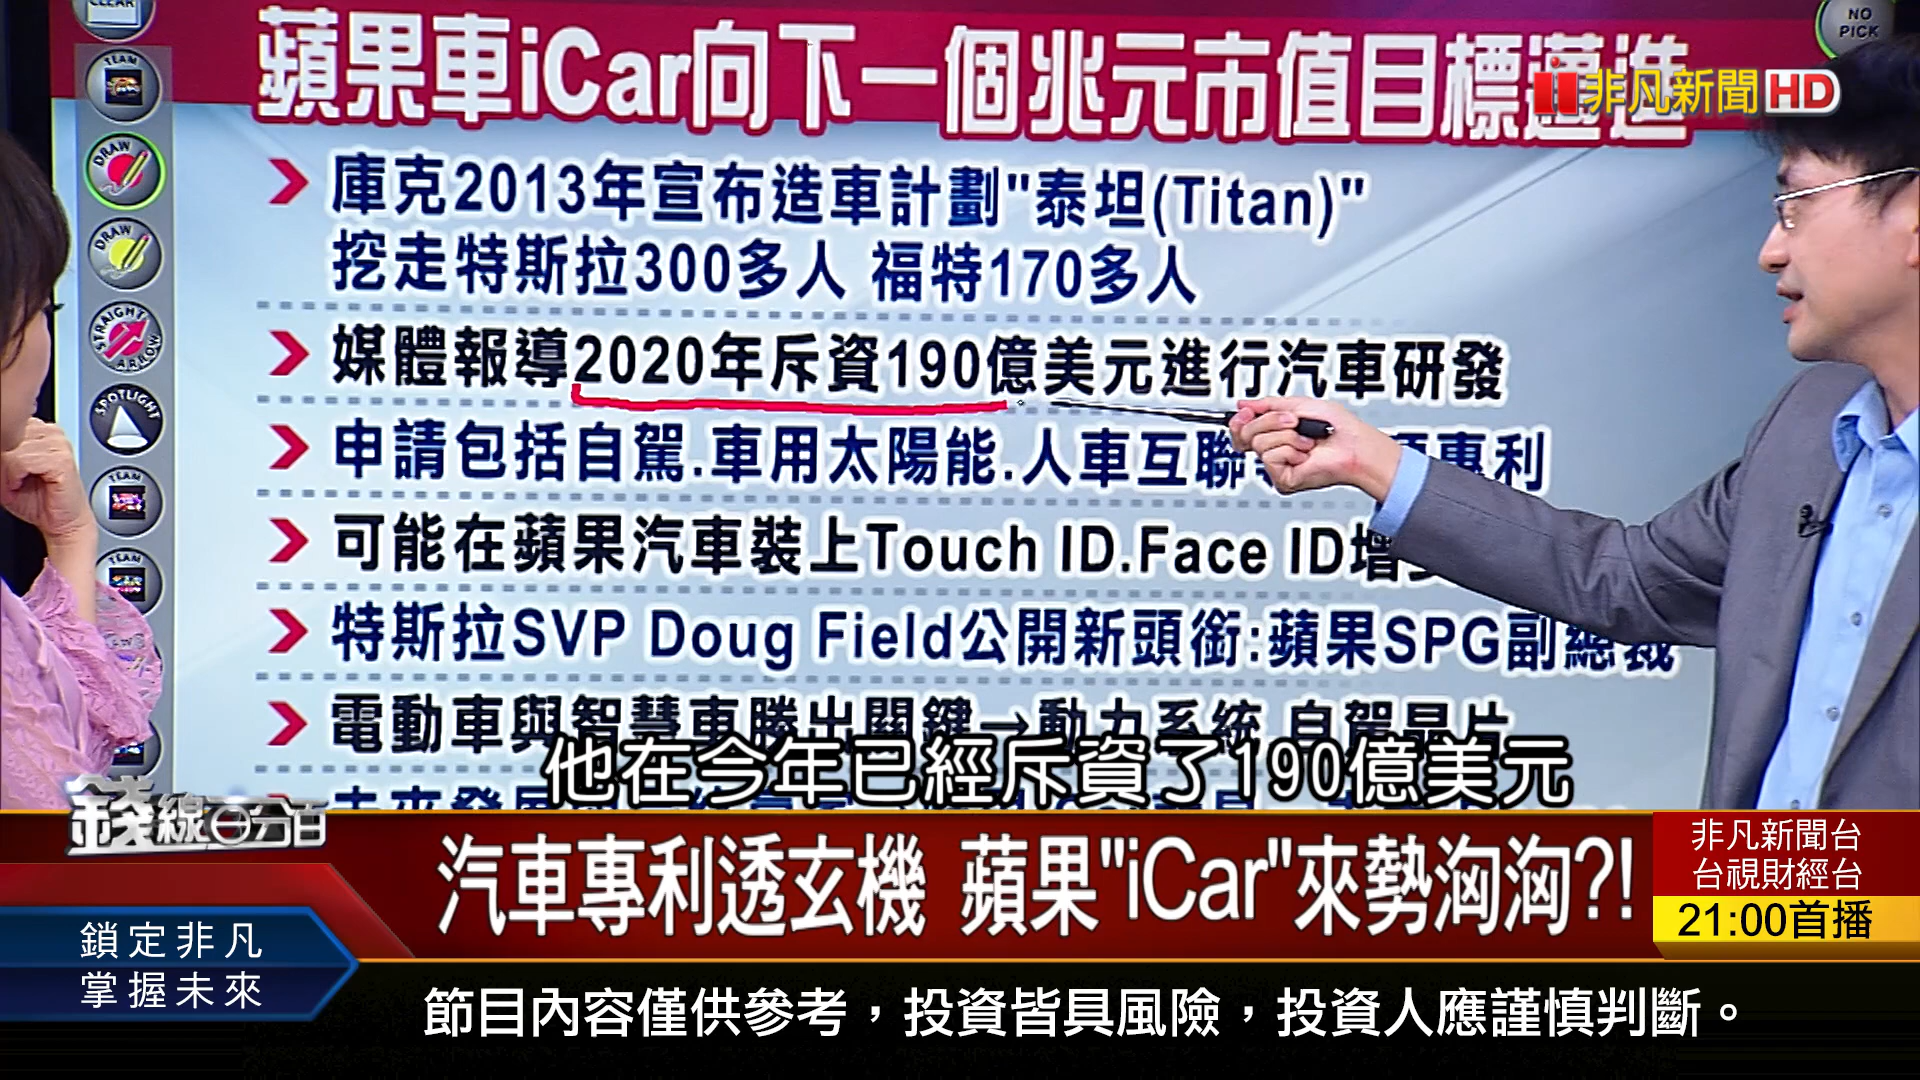 CLEAR
NO
PICK
蘋果車iCar向下一個兆元市值目標邁進
非凡新聞HD
TEAM
DRAW
DRAW
STRAIGHT
ARROW
SPOTLIGHT
TEAM
TEAM
庫克2013年宣布造車計劃"泰坦(Titan)"
挖走特斯拉300多人 福特170多人
媒體報導2020年斥資190億美元進行汽車研發
申請包括自駕.車用太陽能.人車互聯 專利
可能在蘋果汽車裝上Touch ID.Face ID增
特斯拉SVP Doug Field公開新頭銜:蘋果SPG副總裁
電動車與智慧車勝出關鍵→動力系統 自駕晶片
他在今年已經斥資了190億美元
錢線百分百
汽車專利透玄機 蘋果"iCar"來勢洶洶?!
非凡新聞台
台視財經台
21:00首播
鎖定非凡
掌握未來
節目內容僅供參考，投資皆具風險，投資人應謹慎判斷。